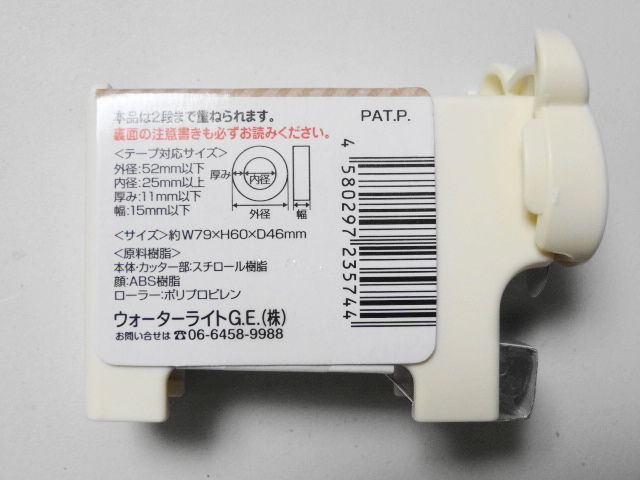 本品は2段まで重ねられます。
裏面の注意書きも必ずお読みください。
PAT.P.
<テープ対応サイズ>
外径:52mm以下
内径:25mm以上
厚み:11mm以下
幅:15mm以下
厚み
内径
外径
幅
<サイズ>約W79×H60×D46mm
<原料樹脂>
本体・カッター部:スチロール樹脂
顔:ABS樹脂
ローラー:ポリプロピレン
ウォーターライトG.E.(株)
お問い合せは☎06-6458-9988
4 580297 235744